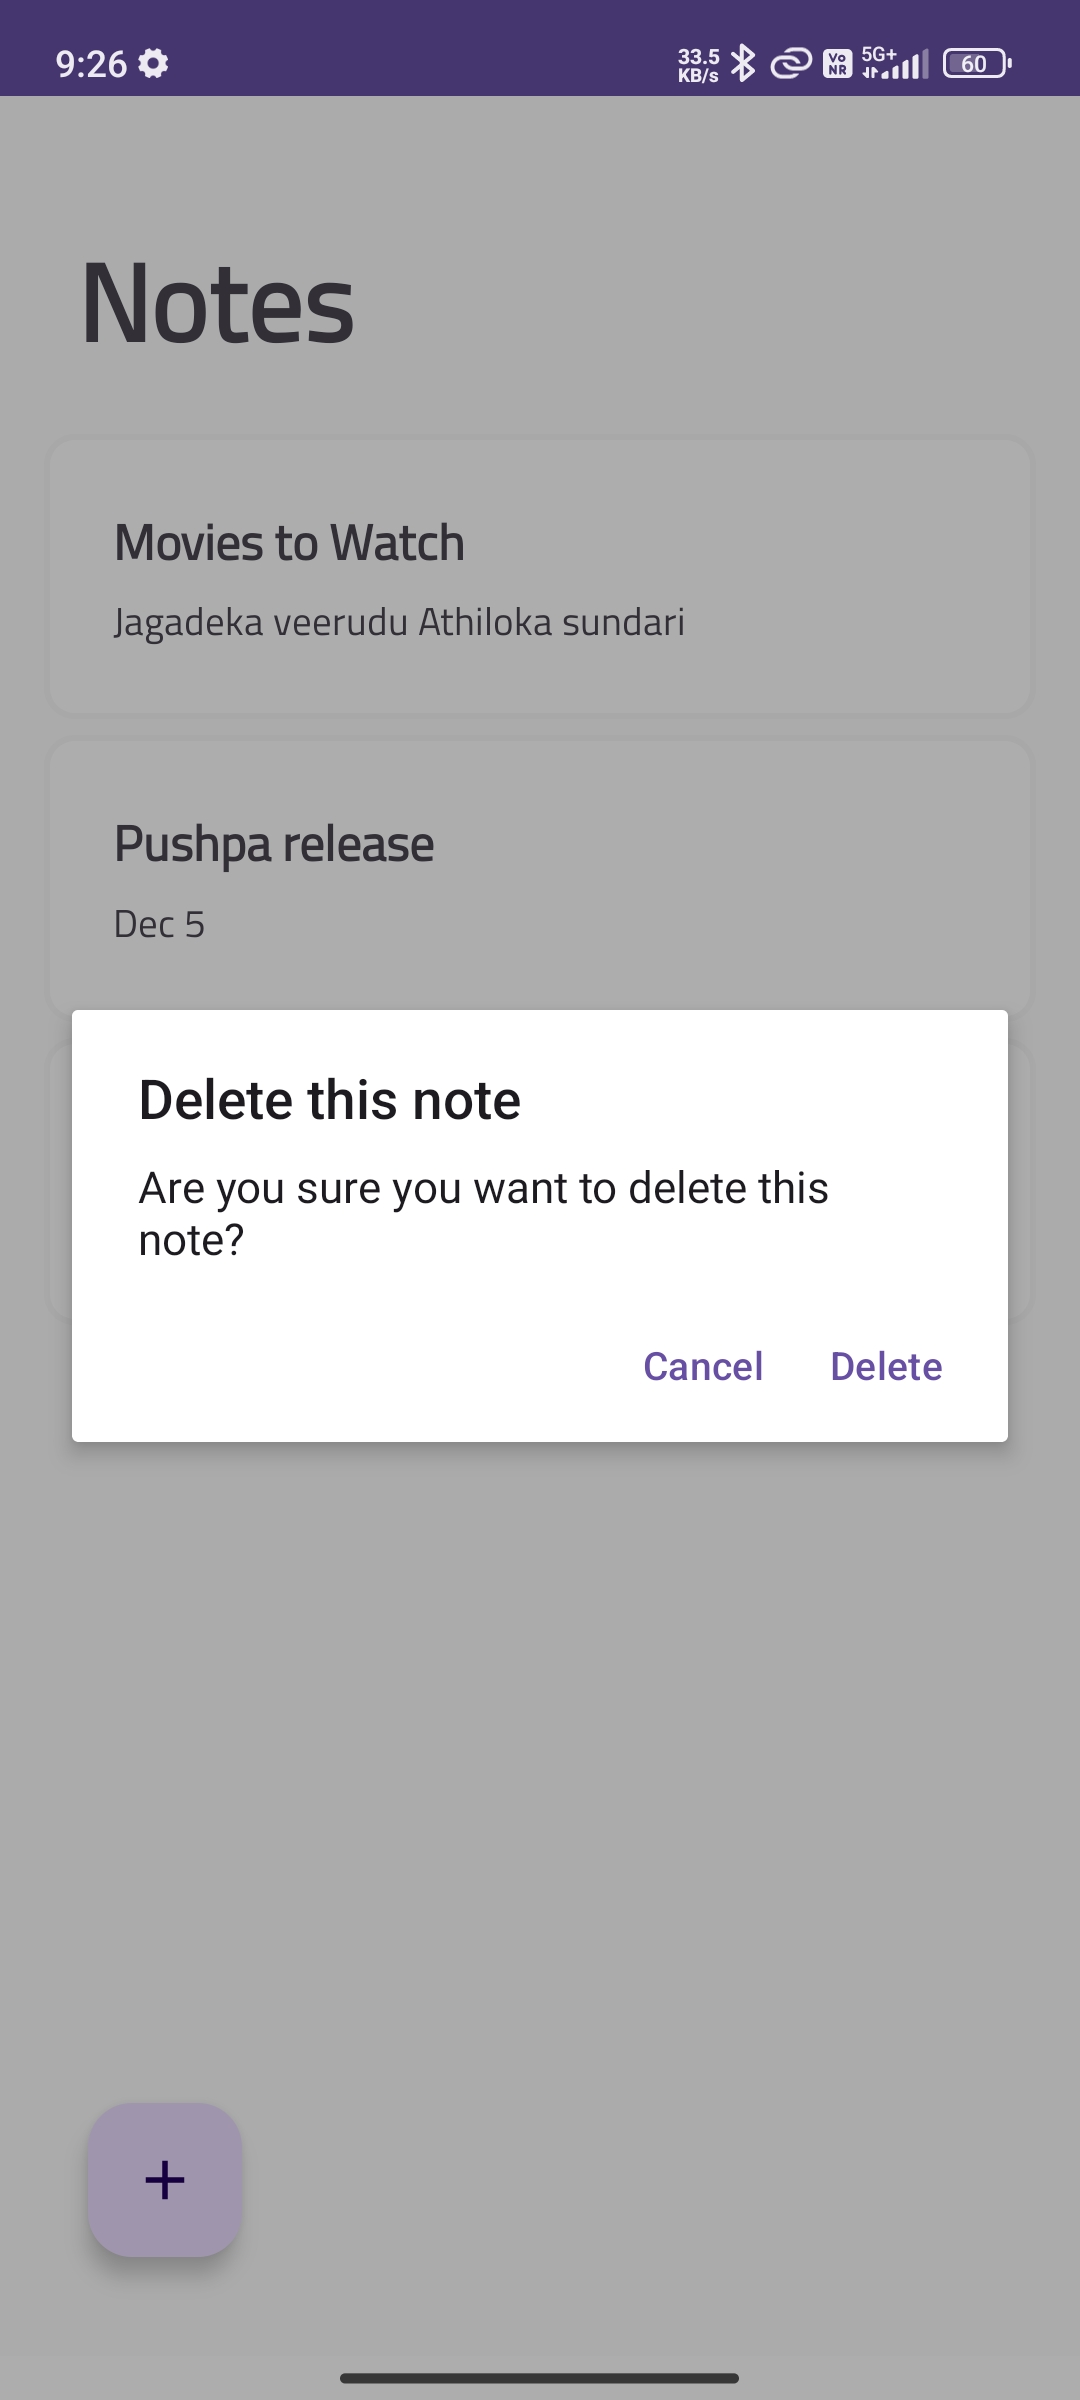 9:26
33.5
KB/s
Vo
NR
5G+
60
Notes
Movies to Watch
Jagadeka veerudu Athiloka sundari
Pushpa release
Dec 5
Delete this note
Are you sure you want to delete this
note?
Cancel Delete